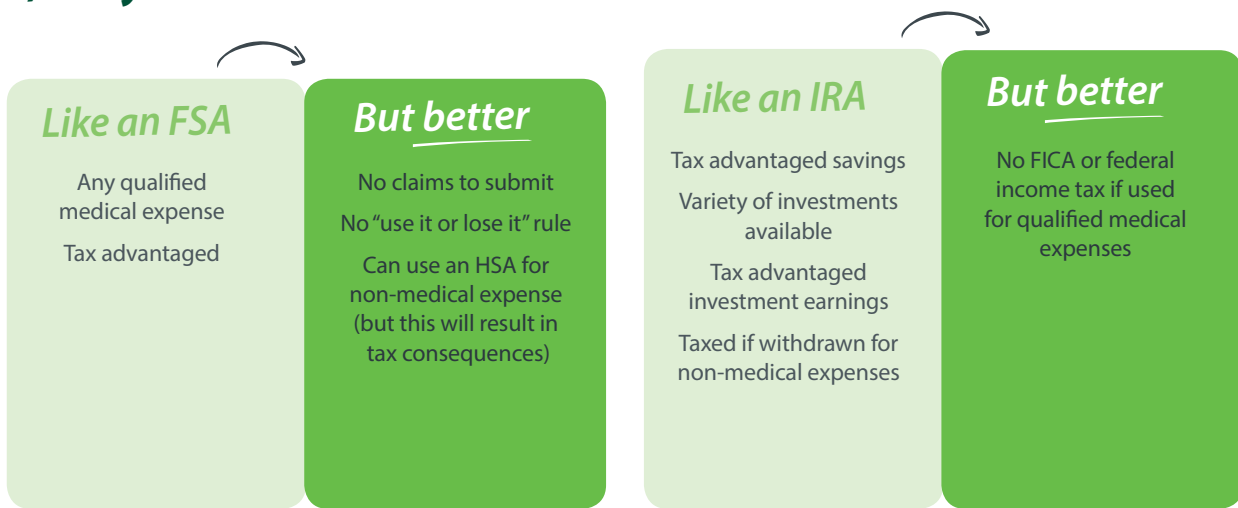 Like an FSA
Any qualified
medical expense
Tax advantaged
But better
No claims to submit
No “use it or lose it” rule
Can use an HSA for
non-medical expense
(but this will result in
tax consequences)
Like an IRA
Tax advantaged savings
Variety of investments
available
Tax advantaged
investment earnings
Taxed if withdrawn for
non-medical expenses
But better
No FICA or federal
income tax if used
for qualified medical
expenses